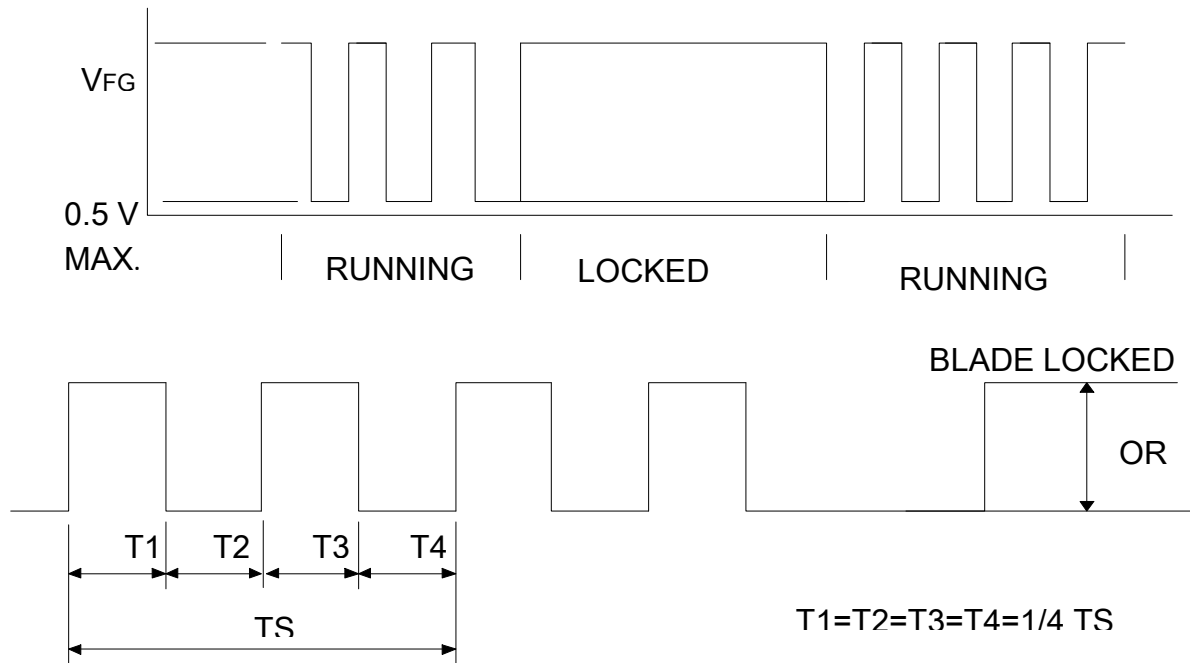 VFG
0.5 V
MAX.
RUNNING
LOCKED
RUNNING
BLADE LOCKED
OR
T1
T2
T3
T4
TS
T1=T2=T3=T4=1/4 TS